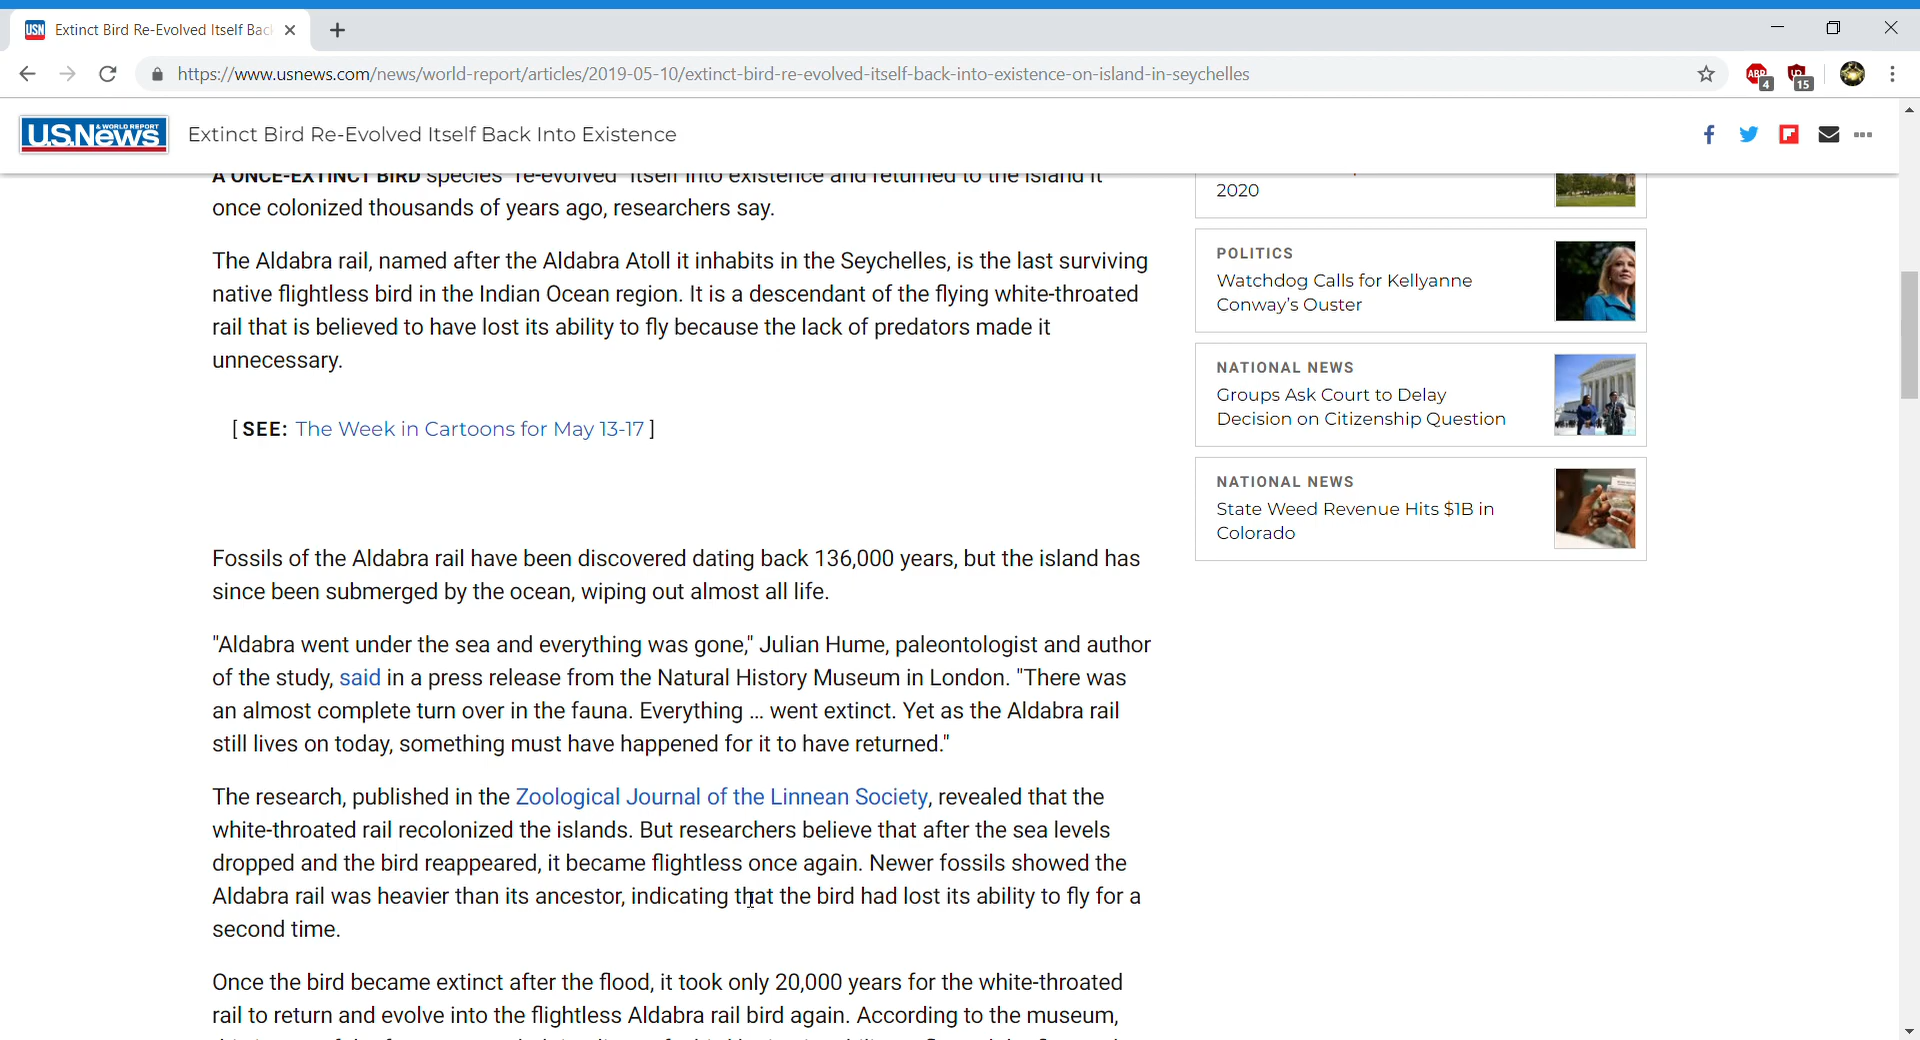 USN Extinct Bird Re-Evolved Itself Bac
https://www.usnews.com/news/world-report/articles/2019-05-10/extinct-bird-re-evolved-itself-back-into-existence-on-island-in-seychelles
ABP 4 15
U.S.News & WORLD REPORT Extinct Bird Re-Evolved Itself Back Into Existence
A ONCE-EXTINCT BIRD species "re-evolved" itself into existence and returned to the island it
once colonized thousands of years ago, researchers say.
The Aldabra rail, named after the Aldabra Atoll it inhabits in the Seychelles, is the last surviving
native flightless bird in the Indian Ocean region. It is a descendant of the flying white-throated
rail that is believed to have lost its ability to fly because the lack of predators made it
unnecessary.
[ SEE: The Week in Cartoons for May 13-17 ]
Fossils of the Aldabra rail have been discovered dating back 136,000 years, but the island has
since been submerged by the ocean, wiping out almost all life.
"Aldabra went under the sea and everything was gone," Julian Hume, paleontologist and author
of the study, said in a press release from the Natural History Museum in London. "There was
an almost complete turn over in the fauna. Everything … went extinct. Yet as the Aldabra rail
still lives on today, something must have happened for it to have returned."
The research, published in the Zoological Journal of the Linnean Society, revealed that the
white-throated rail recolonized the islands. But researchers believe that after the sea levels
dropped and the bird reappeared, it became flightless once again. Newer fossils showed the
Aldabra rail was heavier than its ancestor, indicating that the bird had lost its ability to fly for a
second time.
Once the bird became extinct after the flood, it took only 20,000 years for the white-throated
rail to return and evolve into the flightless Aldabra rail bird again. According to the museum,
2020
POLITICS
Watchdog Calls for Kellyanne
Conway's Ouster
NATIONAL NEWS
Groups Ask Court to Delay
Decision on Citizenship Question
NATIONAL NEWS
State Weed Revenue Hits $1B in
Colorado